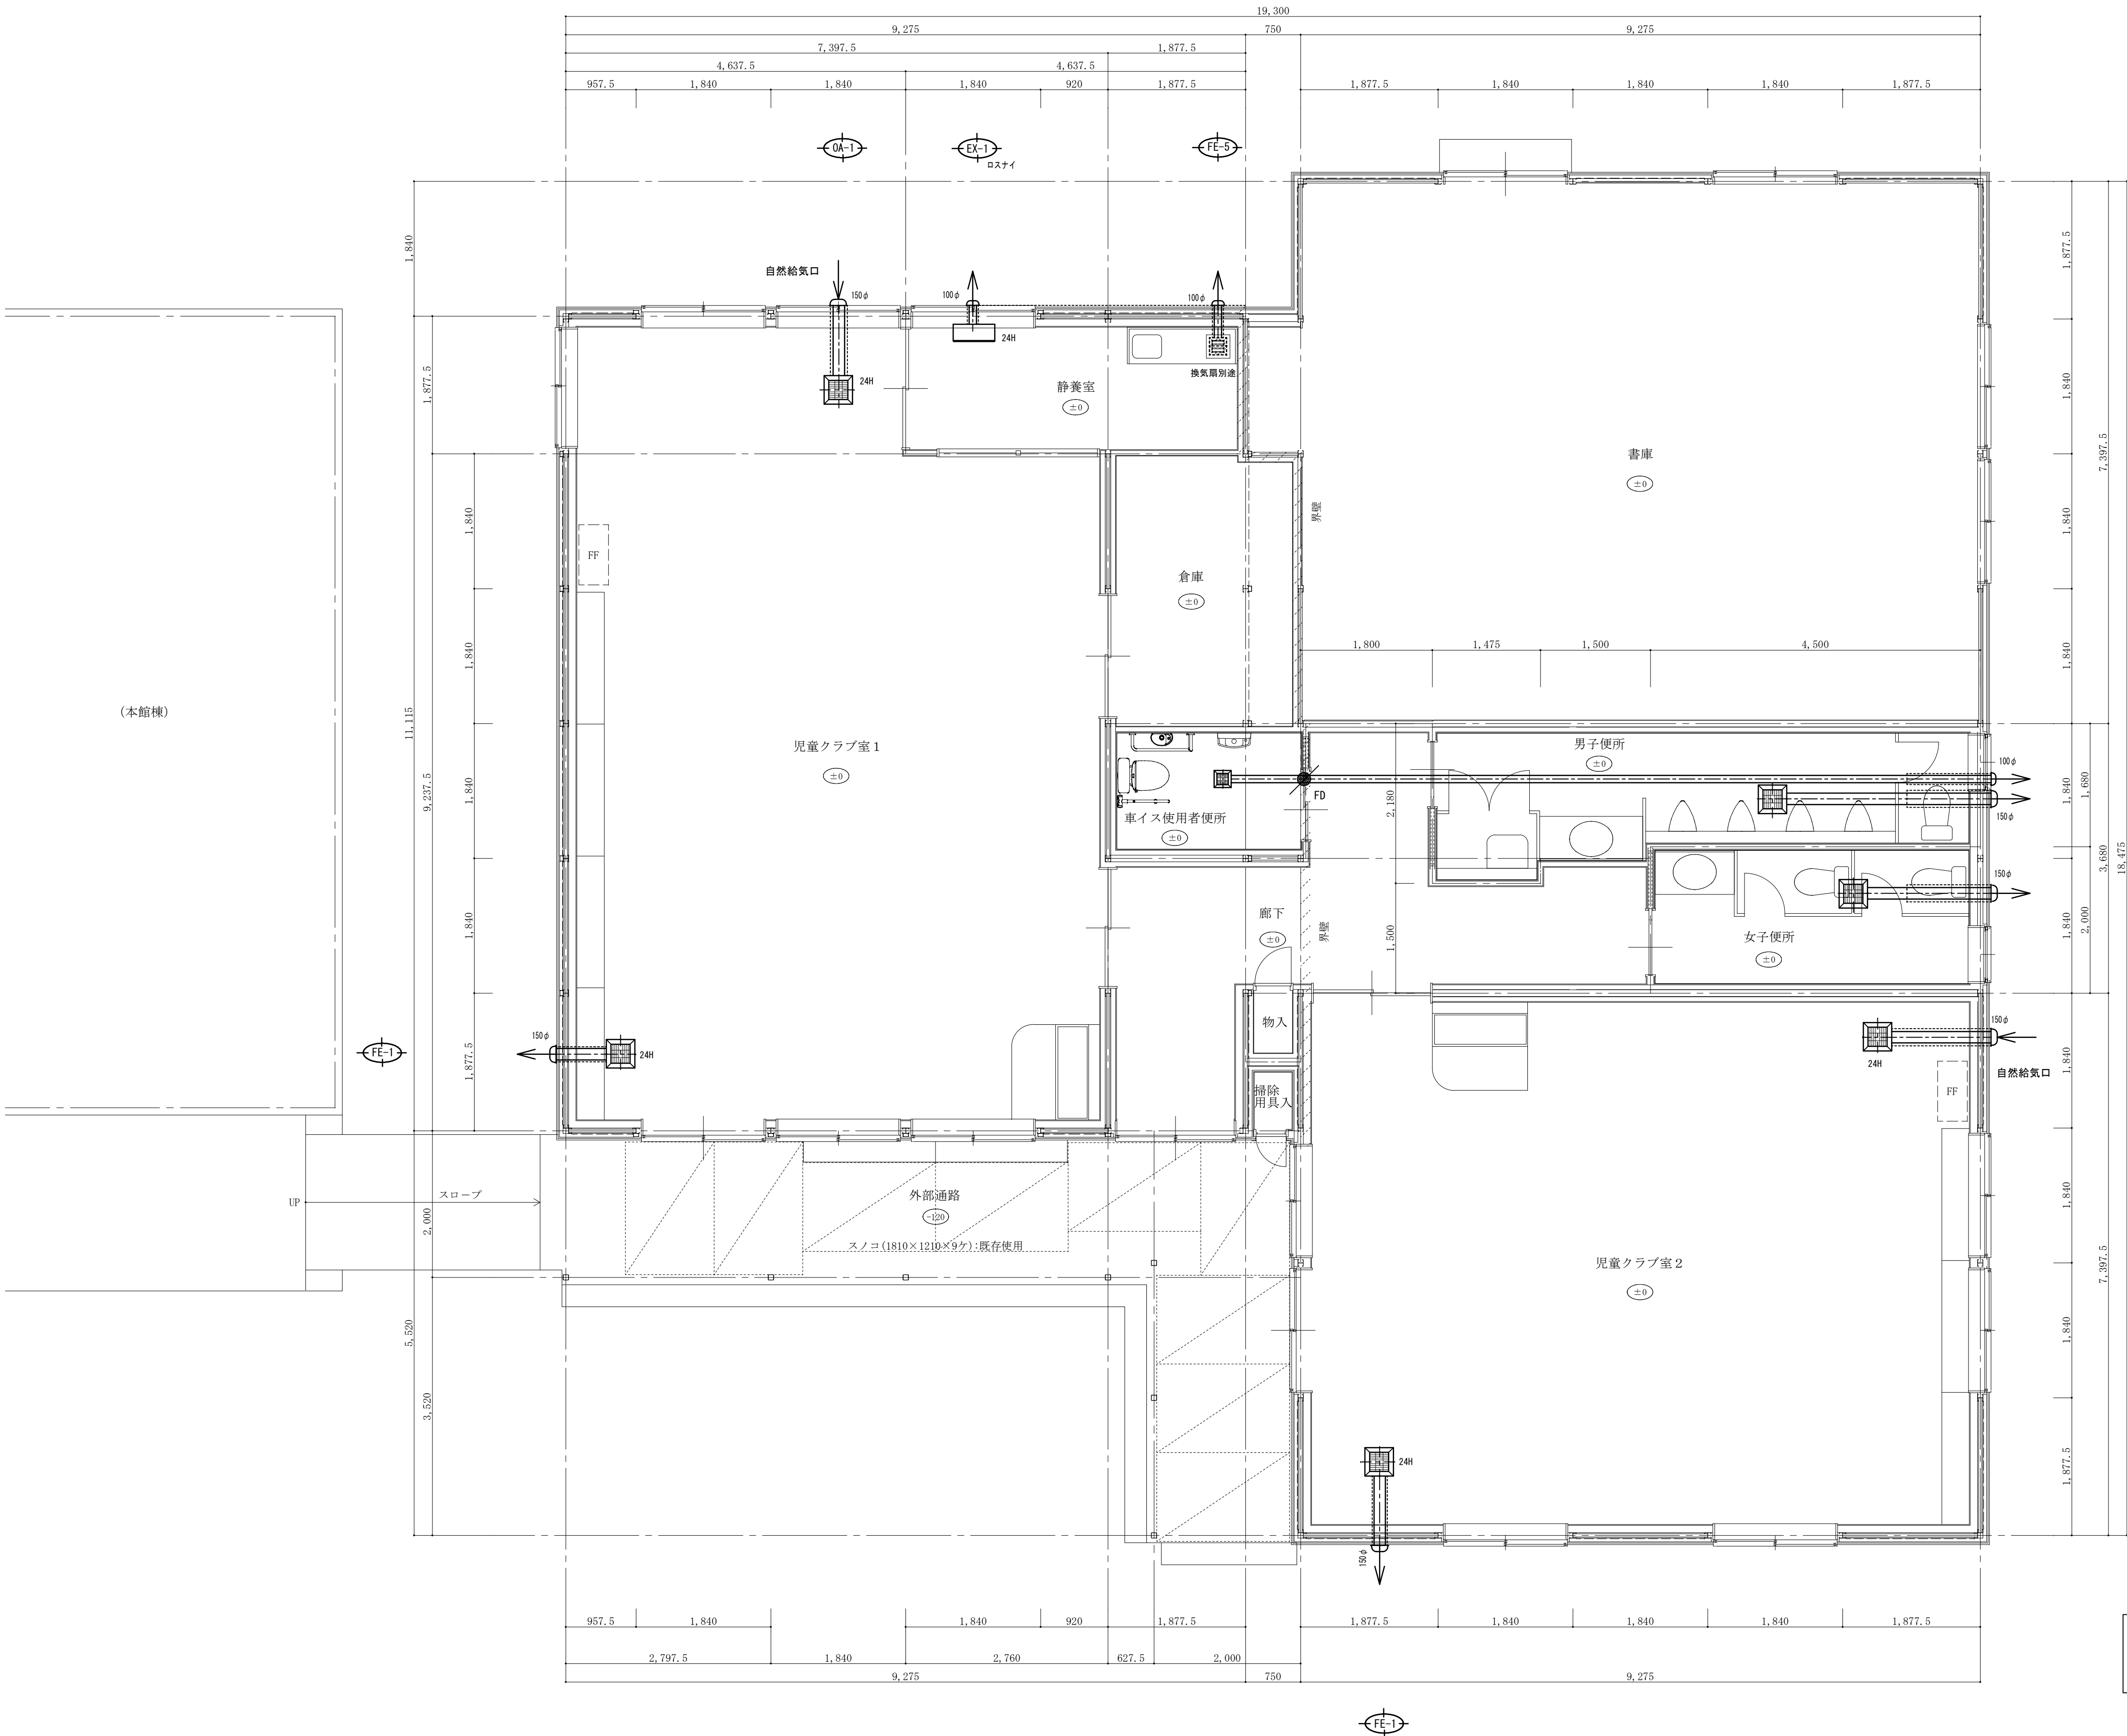 19,300
9,275 750 9,275
7,397.5 1,877.5
4,637.5 4,637.5
957.5 1,840 1,840 1,840 920 1,877.5 1,877.5 1,840 1,840 1,840 1,877.5
OA-1 EX-1 FE-5
ロスナイ
1,840
自然給気口
150φ
100φ
100φ
24H
24H
静養室
±0
換気扇別途
書庫
±0
界壁
FF
倉庫
±0
1,800 1,475 1,500 4,500
(本館棟)
児童クラブ室1
±0
男子便所
±0
100φ
150φ
FD
車イス使用者便所
±0
2,180
150φ
廊下
±0
界壁
1,500
女子便所
±0
物入
掃除
用具入
150φ
24H
FE-1
150φ
24H
自然給気口
FF
UP
スロープ
外部通路
-120
スノコ(1810×1210×9ケ):既存使用
児童クラブ室2
±0
24H
150φ
1,877.5
1,840
1,840
1,840
1,840
1,840
1,877.5
11,115
9,237.5
2,000
5,520
3,520
1,877.5
1,840
1,840
1,840
7,397.5
1,840
1,680
1,840
2,000
3,680
18,475
1,840
1,840
1,840
1,877.5
7,397.5
957.5 1,840 1,840 920 1,877.5 1,877.5 1,840 1,840 1,840 1,877.5
2,797.5 1,840 2,760 627.5 2,000
9,275 750 9,275
FE-1